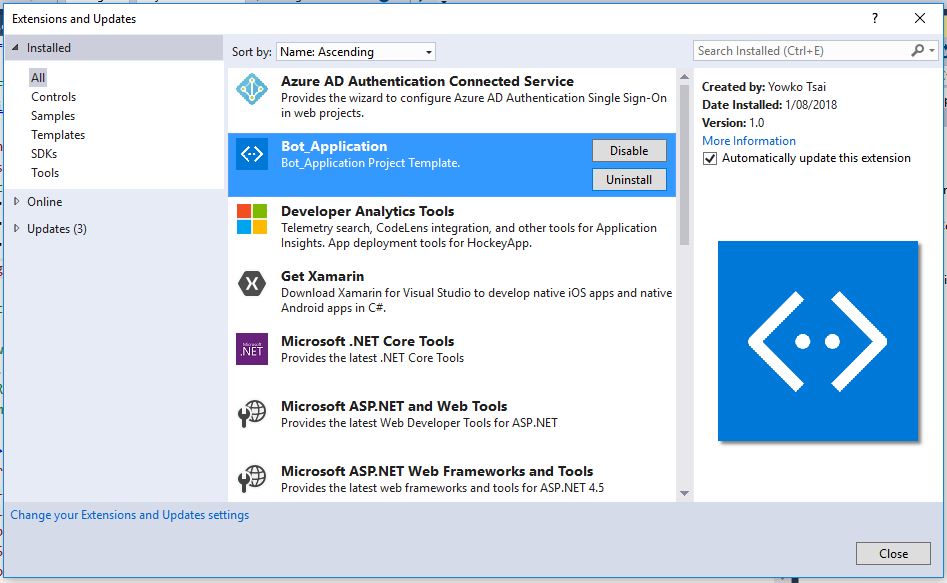 Extensions and Updates
?
Installed
All
Controls
Samples
Templates
SDKs
Tools
Online
Updates (3)
Sort by: Name: Ascending
Azure AD Authentication Connected Service
Provides the wizard to configure Azure AD Authentication Single Sign-On
in web projects.
Bot_Application
Bot_Application Project Template.
Disable
Uninstall
Developer Analytics Tools
Telemetry search, CodeLens integration, and other tools for Application
Insights. App deployment tools for HockeyApp.
Get Xamarin
Download Xamarin for Visual Studio to develop native iOS apps and native
Android apps in C#.
Microsoft
.NET
Microsoft .NET Core Tools
Provides the latest .NET Core Tools
Microsoft ASP.NET and Web Tools
Provides the latest Web Developer Tools for ASP.NET
Microsoft ASP.NET Web Frameworks and Tools
Provides the latest web frameworks and tools for ASP.NET 4.5
Search Installed (Ctrl+E)
Created by: Yowko Tsai
Date Installed: 1/08/2018
Version: 1.0
More Information
Automatically update this extension
Change your Extensions and Updates settings
Close